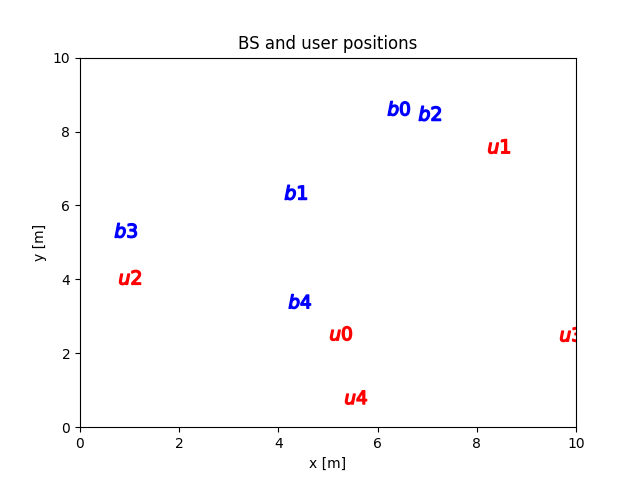 BS and user positions
10
b0 b2
8
u1
b1
6
b3
y [m]
u2
4
b4
u0
u3
2
u4
0
0 2 4 6 8 10
x [m]